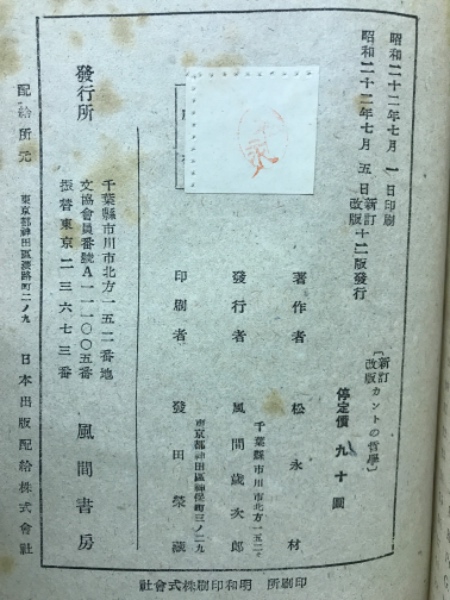 昭和二十二年七月 一 日印刷
昭和二十二年七月 五 日新訂改版十二版發行
〔新訂改版カントの哲學〕
停定價 九十圓
著作者 松永材
千葉縣市川市北方一五二
發行者 風間歲次郎
東京都神田區神保町三ノ二九
印刷者 發田榮藏
發行所
千葉縣市川市北方一五二番地
文協會員番號A一一一〇〇五番
振替東京二三六七三番
風間書房
配給所元 東京都神田區淡路町二ノ九 日本出版配給株式會社
印刷所 明和印刷株式會社